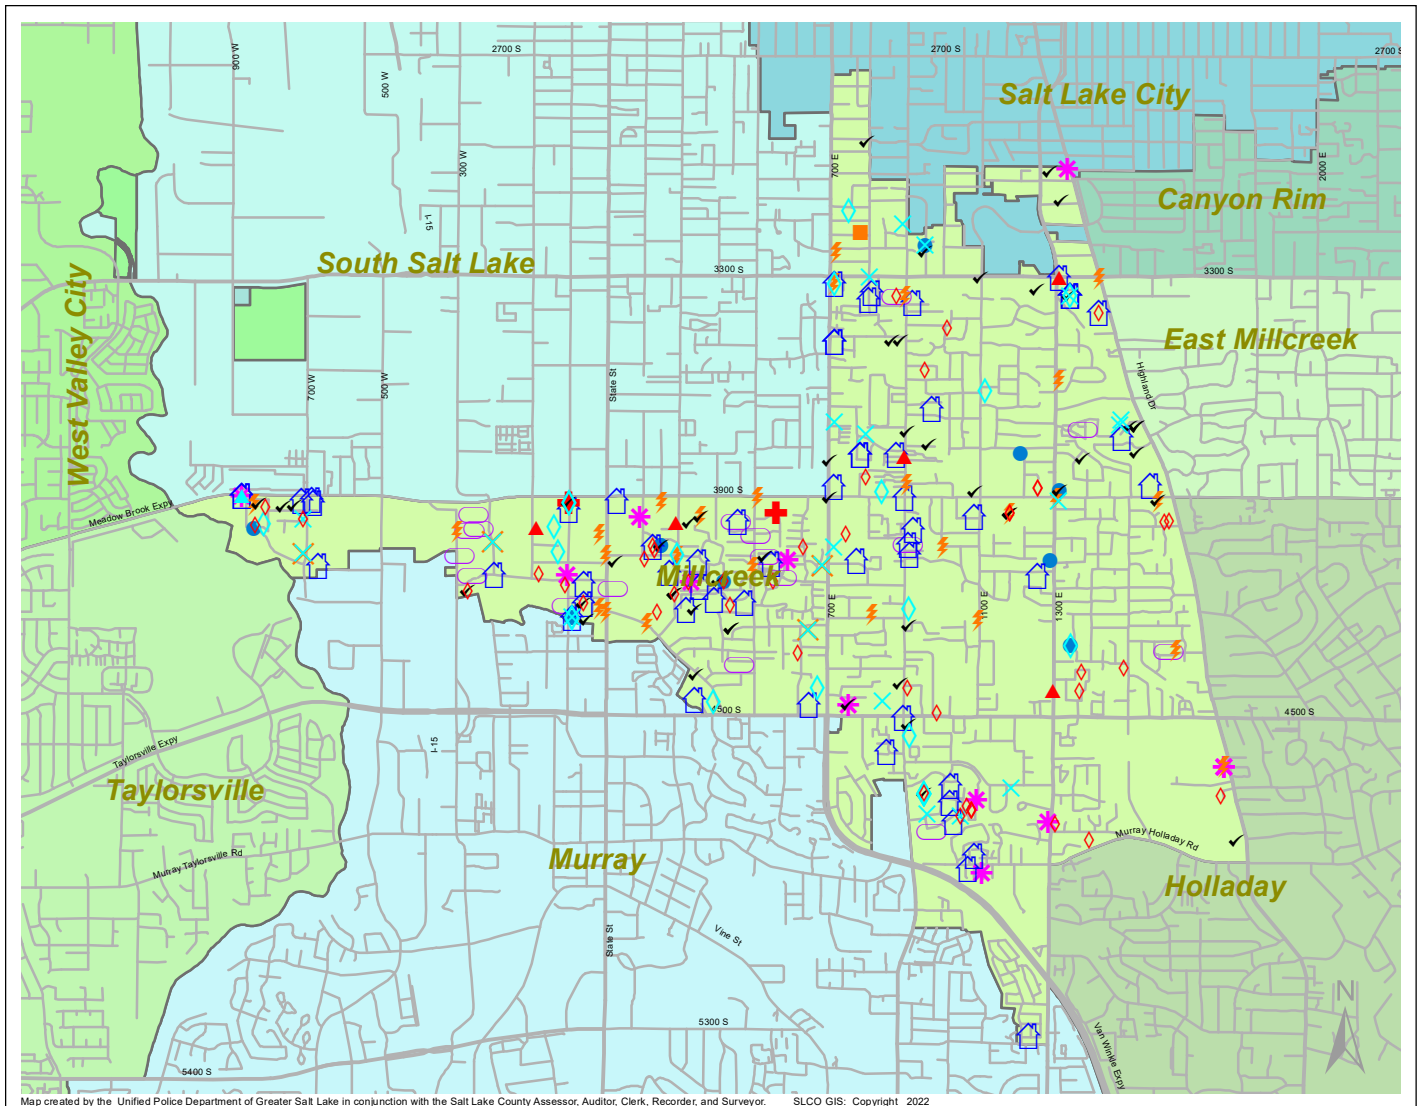 2700 S
2700 S
2700 S
900 W
500 W
Salt Lake City
300 W
700 E
2000 E
Canyon Rim
I-15
South Salt Lake
3300 S
3300 S
West Valley City
East Millcreek
700 W
500 W
State St
Highland Dr
3900 S
Meadow Brook Expy
Millcreek
700 E
1100 E
1300 E
4500 S
4500 S
I-15
Taylorsville Expy
Taylorsville
Murray Holladay Rd
Murray Taylorsville Rd
Murray
Holladay
State St
Vine St
N
5300 S
Van Winkle Expy
5400 S
Map created by the Unified Police Department of Greater Salt Lake in conjunction with the Salt Lake County Assessor, Auditor, Clerk, Recorder, and Surveyor. SLCO GIS: Copyright 2022